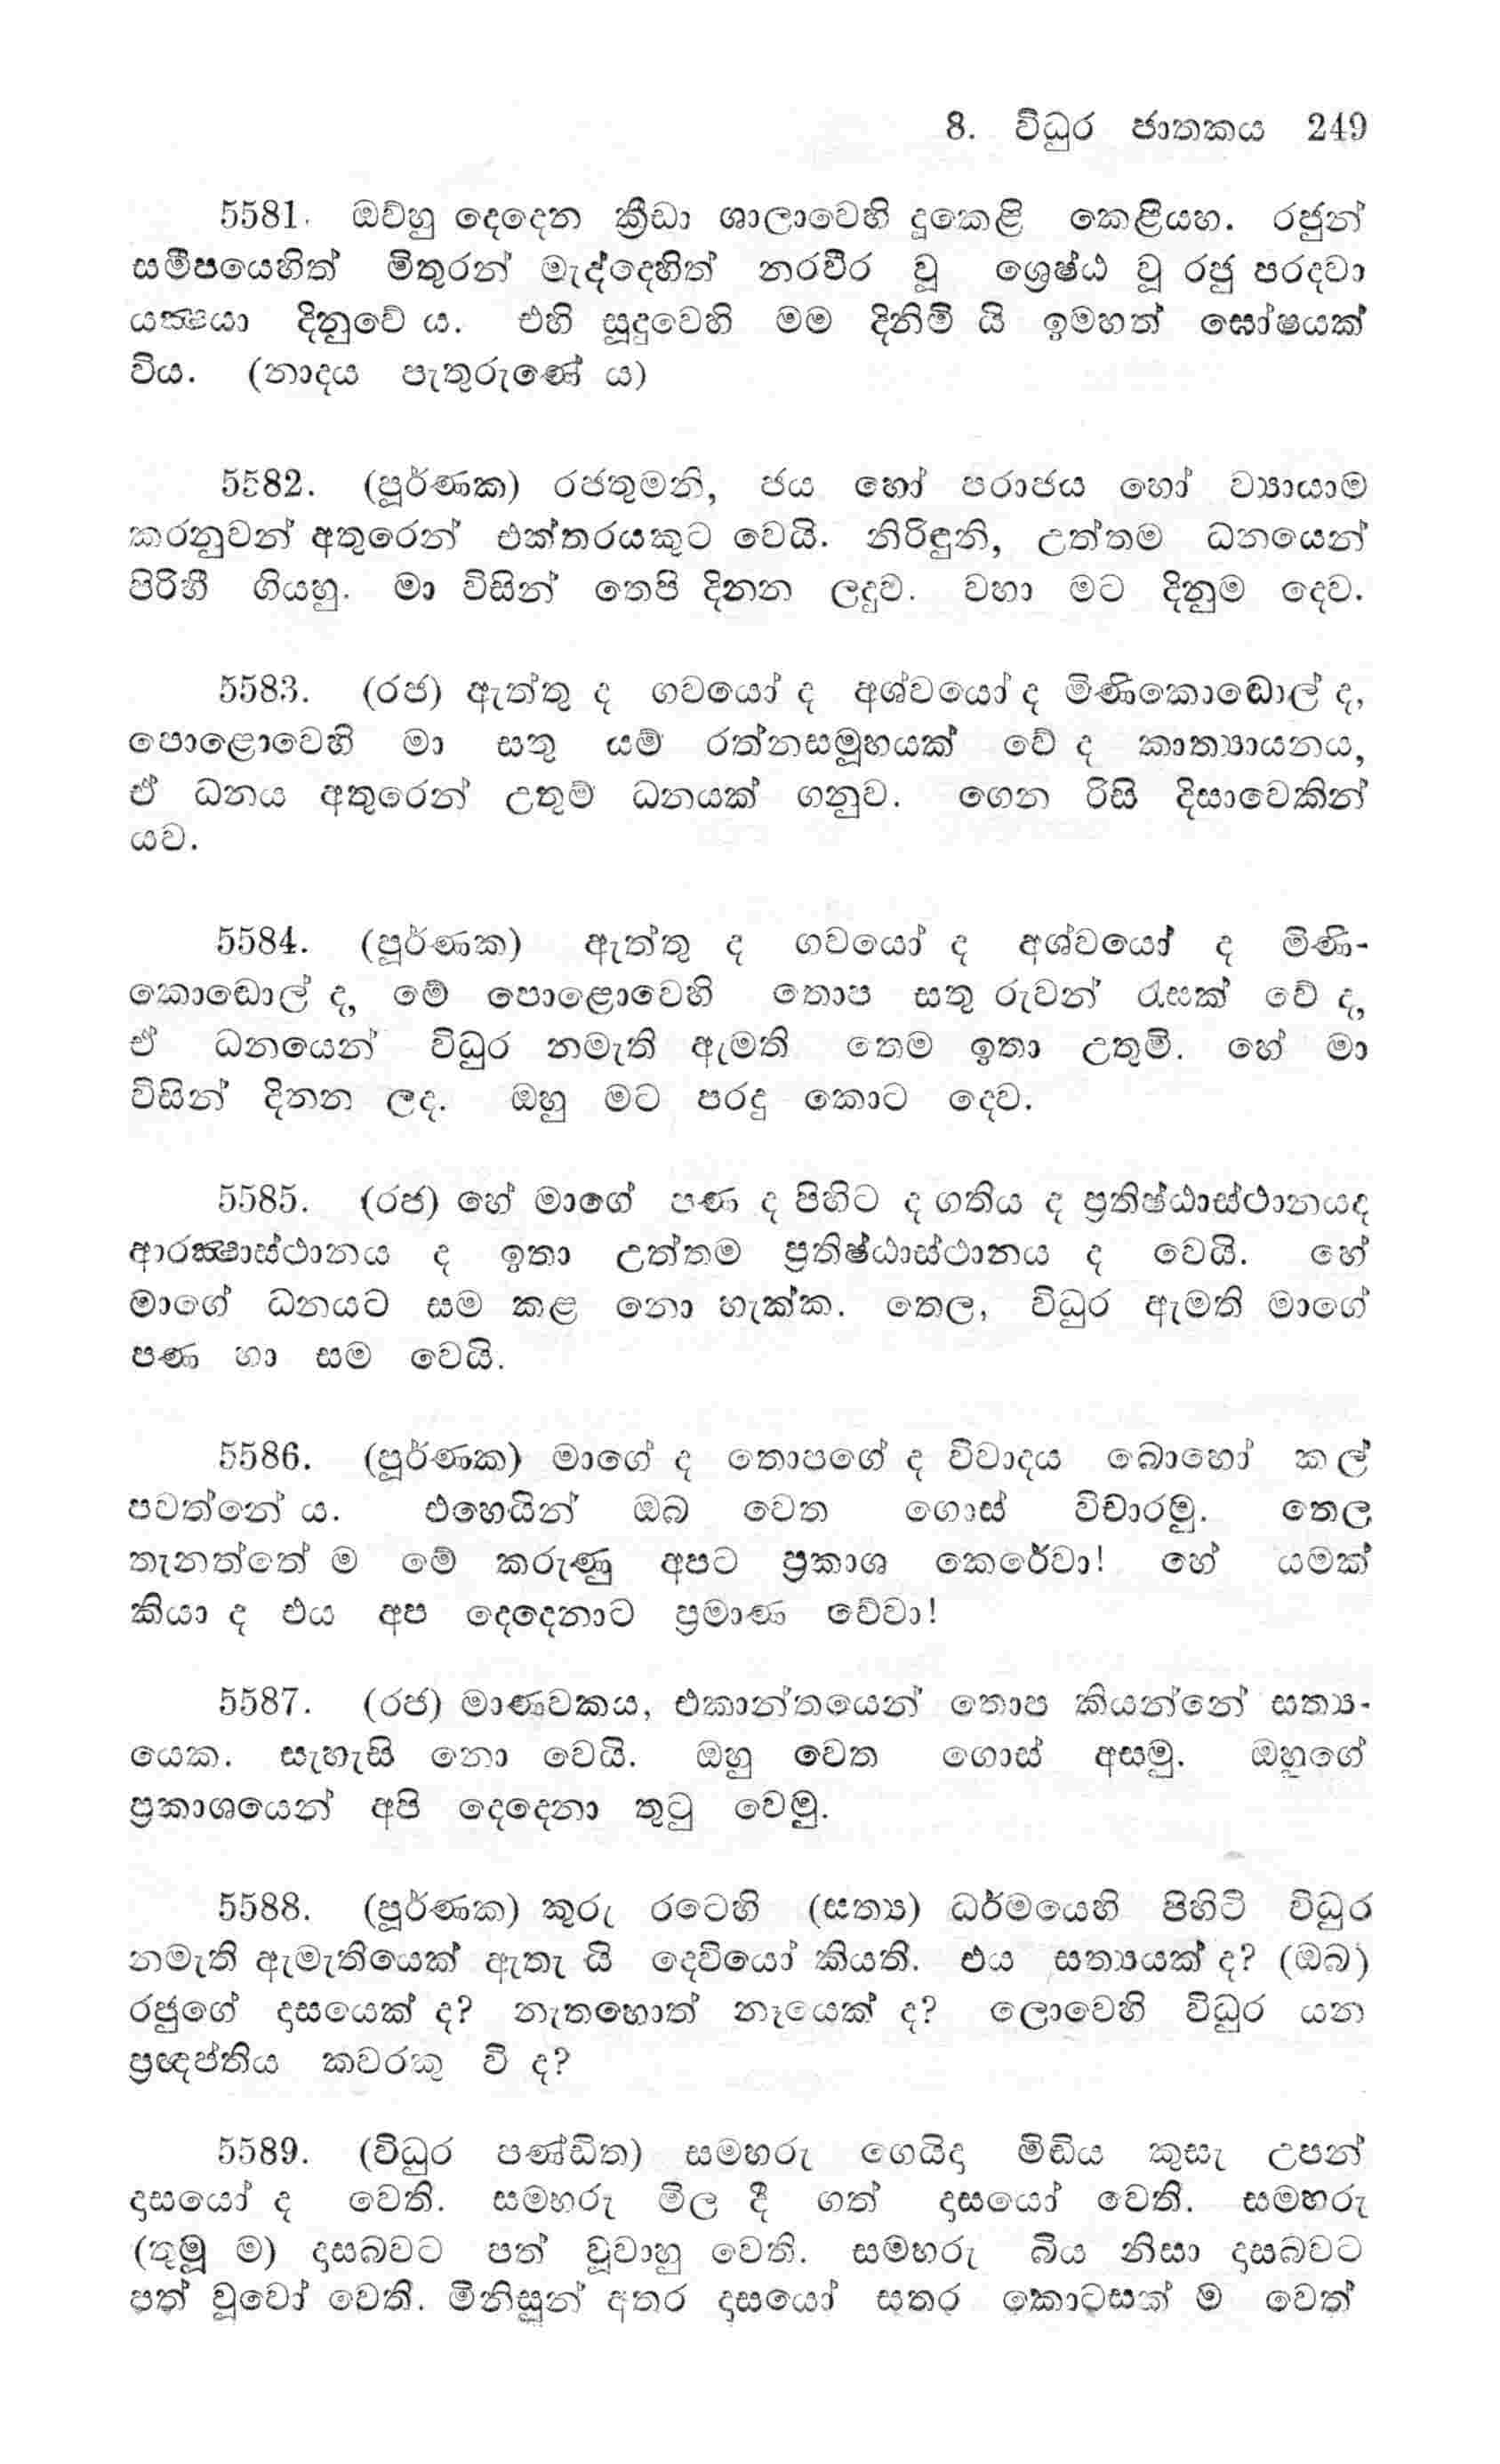 8. විධුර ජාතකය 249
5581. ඔව්හු දෙදෙන ක්‍රීඩා ශාලාවෙහි දූකෙළි කෙළියහ. රජුන්
සමීපයෙහිත් මිතුරන් මැද්දෙහිත් නරවීර වූ ශ්‍රෙෂ්ඨ වූ රජු පරදවා
යක්‍ෂයා දිනුවේ ය. එහි සූදුවෙහි මම දිනිමි යි ඉමහත් ඝෝෂයක්
විය. (නාදය පැතුරුණේ ය)
5582. (පූර්ණක) රජතුමනි, ජය හෝ පරාජය හෝ ව්‍යායාම
කරනුවන් අතුරෙන් එක්තරයකුට වෙයි. නිරිඳුනි, උත්තම ධනයෙන්
පිරිහී ගියහු. මා විසින් තෙපි දිනන ලදුව. වහා මට දිනුම දෙව.
5583. (රජ) ඇත්තු ද ගවයෝ ද අශ්වයෝ ද මිණිකොඬොල් ද,
පොළොවෙහි මා සතු යම් රත්නසමූහයක් වේ ද කාත්‍යායනය,
ඒ ධනය අතුරෙන් උතුම් ධනයක් ගනුව. ගෙන රිසි දිසාවෙකින්
යව.
5584. (පූර්ණක) ඇත්තු ද ගවයෝ ද අශ්වයෝ ද මිණි-
කොඬොල් ද, මේ පොළොවෙහි තොප සතු රුවන් රැසක් වේ ද,
ඒ ධනයෙන් විධුර නමැති ඇමති තෙම ඉතා උතුමි. හේ මා
විසින් දිනන ලද. ඔහු මට පරදු කොට දෙව.
5585. (රජ) හේ මාගේ පණ ද පිහිට ද ගතිය ද ප්‍රතිෂ්ඨාස්ථානයද
ආරක්‍ෂාස්ථානය ද ඉතා උත්තම ප්‍රතිෂ්ඨාස්ථානය ද වෙයි. හේ
මාගේ ධනයට සම කළ නො හැක්ක. තෙල, විධුර ඇමති මාගේ
පණ හා සම වෙයි.
5586. (පූර්ණක) මාගේ ද තොපගේ ද විවාදය බොහෝ කල්
පවත්නේ ය. එහෙයින් ඔබ වෙත ගොස් විචාරමු. තෙල
තැනත්තේ ම මේ කරුණු අපට ප්‍රකාශ කෙරේවා! හේ යමක්
කියා ද එය අප දෙදෙනාට ප්‍රමාණ වේවා!
5587. (රජ) මාණවකය, එකාන්තයෙන් තොප කියන්නේ සත්‍ය-
යෙක. සැහැසි නො වෙයි. ඔහු වෙත ගොස් අසමු. ඔහුගේ
ප්‍රකාශයෙන් අපි දෙදෙනා තුටු වෙමු.
5588. (පූර්ණක) කුරු රටෙහි (සත්‍ය) ධර්මයෙහි පිහිටි විධුර
නමැති ඇමැතියෙක් ඇතැ යි දෙවියෝ කියති. එය සත්‍යයක් ද? (ඔබ)
රජුගේ දාසයෙක් ද? නැතහොත් නෑයෙක් ද? ලොවෙහි විධුර යන
ප්‍රඥප්තිය කවරකු වී ද?
5589. (විධුර පණ්ඩිත) සමහරු ගෙයිදා මිඬිය කුසැ උපන්
දාසයෝ ද වෙති. සමහරු මිල දී ගත් දාසයෝ වෙති. සමහරු
(තුමූ ම) දාසබවට පත් වූවාහු වෙති. සමහරු බිය නිසා දාසබවට
පත් වූවෝ වෙති. මිනිසුන් අතර දාසයෝ සතර කොටසක් ම වෙත්